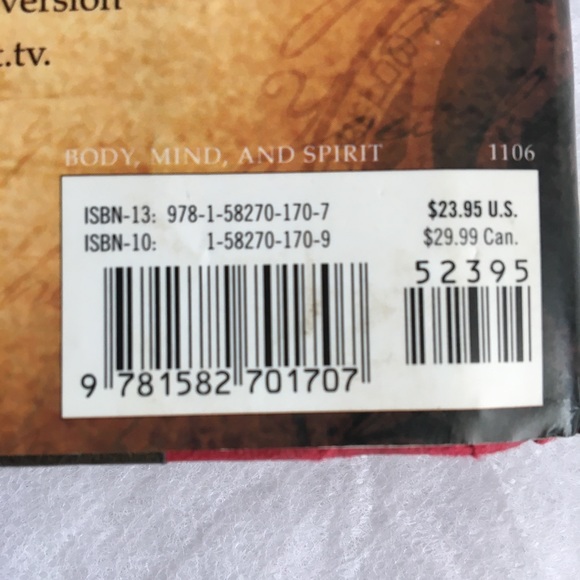 version
.tv.
BODY, MIND, AND SPIRIT 1106
ISBN-13: 978-1-58270-170-7 $23.95 U.S.
ISBN-10: 1-58270-170-9 $29.99 Can.
52395
9 781582 701707